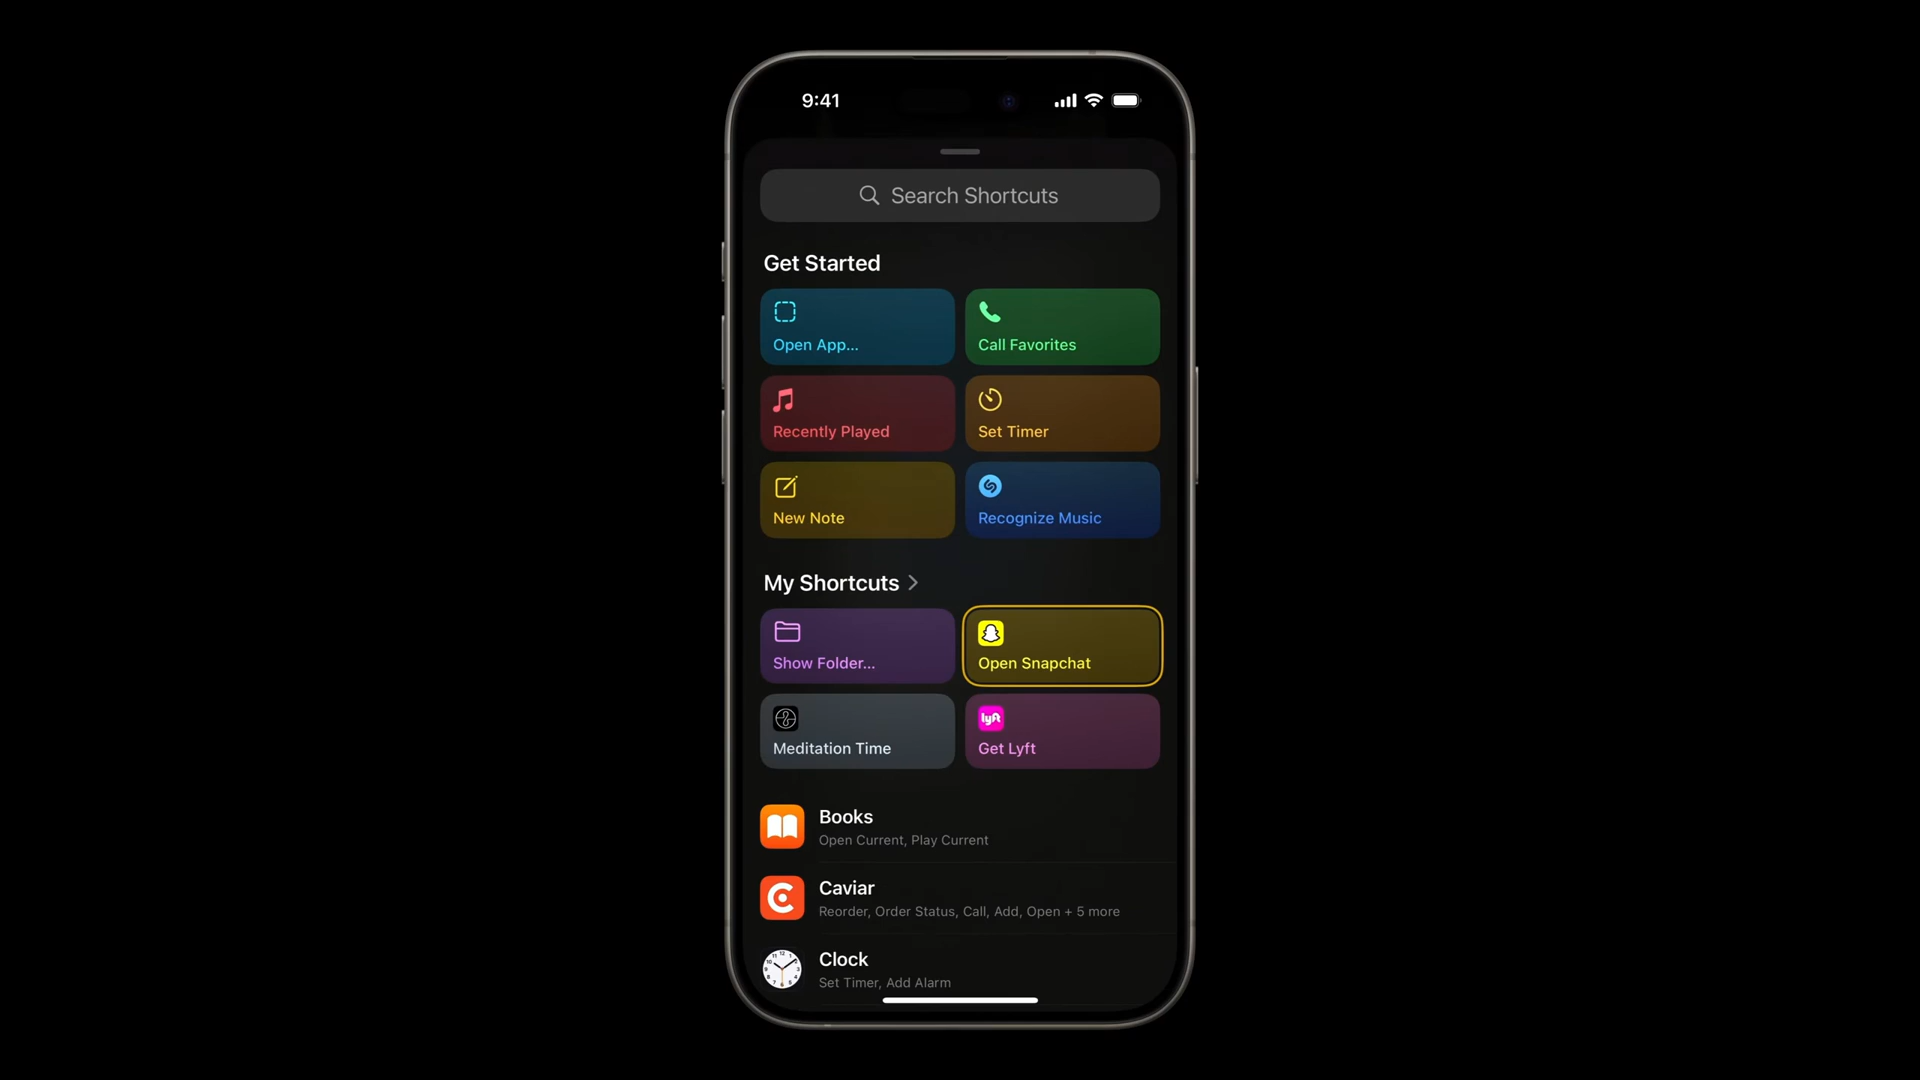 9:41
Search Shortcuts
Get Started
Open App...
Call Favorites
Recently Played
Set Timer
New Note
Recognize Music
My Shortcuts
Show Folder...
Open Snapchat
Meditation Time
lyft
Get Lyft
Books
Open Current, Play Current
Caviar
Reorder, Order Status, Call, Add, Open + 5 more
Clock
Set Timer, Add Alarm